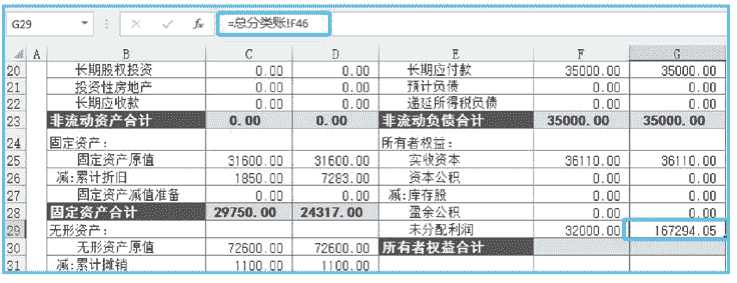 G29 fx =总分类账!F46
A B C D E F G
20 长期股权投资 0.00 0.00 长期应付款 35000.00 35000.00
21 投资性房地产 0.00 0.00 预计负债 0.00 0.00
22 长期应收款 0.00 0.00 递延所得税负债 0.00 0.00
23 非流动资产合计 0.00 0.00 非流动负债合计 35000.00 35000.00
24 固定资产: 所有者权益:
25 固定资产原值 31600.00 31600.00 实收资本 36110.00 36110.00
26 减:累计折旧 1850.00 7283.00 资本公积 0.00 0.00
27 固定资产减值准备 0.00 0.00 减:库存股 0.00 0.00
28 固定资产合计 29750.00 24317.00 盈余公积 0.00 0.00
29 无形资产: 未分配利润 32000.00 167294.05
30 无形资产原值 72600.00 72600.00 所有者权益合计
31 减:累计摊销 1100.00 1100.00